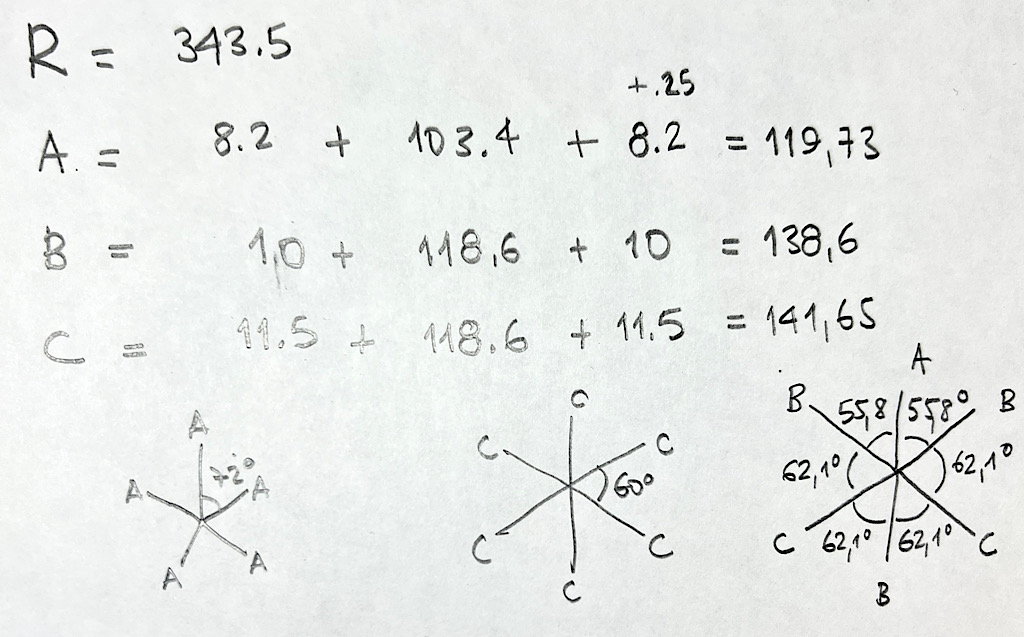 R = 343.5
+.25
A = 8.2 + 103.4 + 8.2 = 119,73
B = 1,0 + 118,6 + 10 = 138,6
C = 11.5 + 118.6 + 11.5 = 141,65
A
72°
A
A
A
A
C
C
C
60°
C
C
C
A
B
55,8
55,8°
B
62,1°
62,1°
C
62,1°
62,1°
C
B